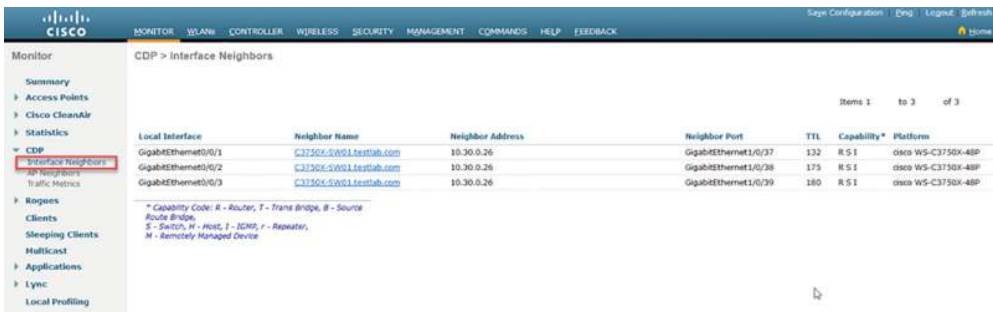 Save Configuration Ping Logout Refresh
CISCO MONITOR WLANs CONTROLLER WIRELESS SECURITY MANAGEMENT COMMANDS HELP FEEDBACK Home
Monitor
Summary
Access Points
Cisco CleanAir
Statistics
CDP
Interface Neighbors
AP Neighbors
Traffic Metrics
Rogues
Clients
Sleeping Clients
Multicast
Applications
Lync
Local Profiling
CDP > Interface Neighbors
Items 1 to 3 of 3
Local Interface Neighbor Name Neighbor Address Neighbor Port TTL Capability* Platform
GigabitEthernet0/0/1 C3750X-SW01.testlab.com 10.30.0.26 GigabitEthernet1/0/37 132 R S I cisco WS-C3750X-48P
GigabitEthernet0/0/2 C3750X-SW01.testlab.com 10.30.0.26 GigabitEthernet1/0/38 175 R S I cisco WS-C3750X-48P
GigabitEthernet0/0/3 C3750X-SW01.testlab.com 10.30.0.26 GigabitEthernet1/0/39 180 R S I cisco WS-C3750X-48P
* Capability Code: R - Router, T - Trans Bridge, B - Source
Route Bridge,
S - Switch, H - Host, I - IGMP, r - Repeater,
M - Remotely Managed Device